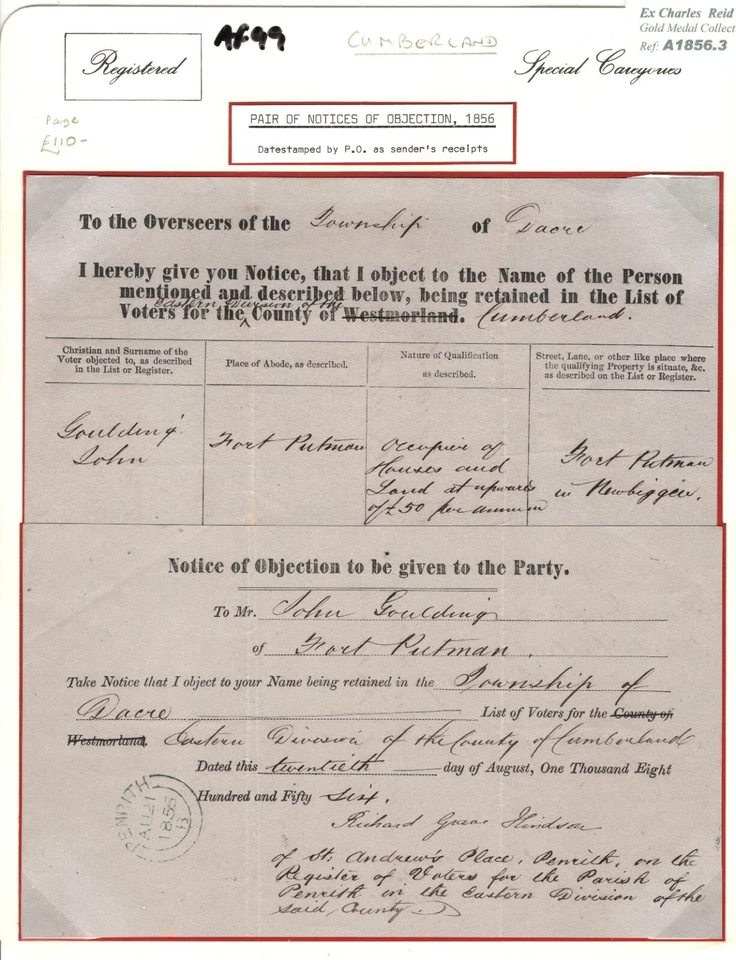 Ex Charles Reid
Gold Medal Collect
Ref: A1856.3
AF99
CUMBERLAND
Registered
Special Caregories
Page
£110-
PAIR OF NOTICES OF OBJECTION, 1856
Datestamped by P.O. as sender's receipts
To the Overseers of the Township of Dacre
I hereby give you Notice, that I object to the Name of the Person
mentioned and described below, being retained in the List of
Eastern Division of the
Voters for the County of Westmorland. Cumberland.
Christian and Surname of the
Voter objected to, as described
in the List or Register.
Place of Abode, as described.
Nature of Qualification
as described.
Street, Lane, or other like place where
the qualifying Property is situate, &c.
as described on the List or Register.
Goulding
John
Fort Putman
Occupier of
Houses and
Land at upwards
of £50 per annum
Fort Putman
in Newbiggin.
Notice of Objection to be given to the Party.
To Mr. John Goulding
of Fort Putman.
Take Notice that I object to your Name being retained in the Township of
Dacre List of Voters for the County of
Westmorland. Eastern Division of the County of Cumberland
Dated this twentieth day of August, One Thousand Eight
Hundred and Fifty six.
Richard Grave Hindson
of St. Andrew's Place, Penrith, on the
Register of Voters for the Parish of
Penrith in the Eastern Division of the
said County.
PENRITH
AU 21
1856
B